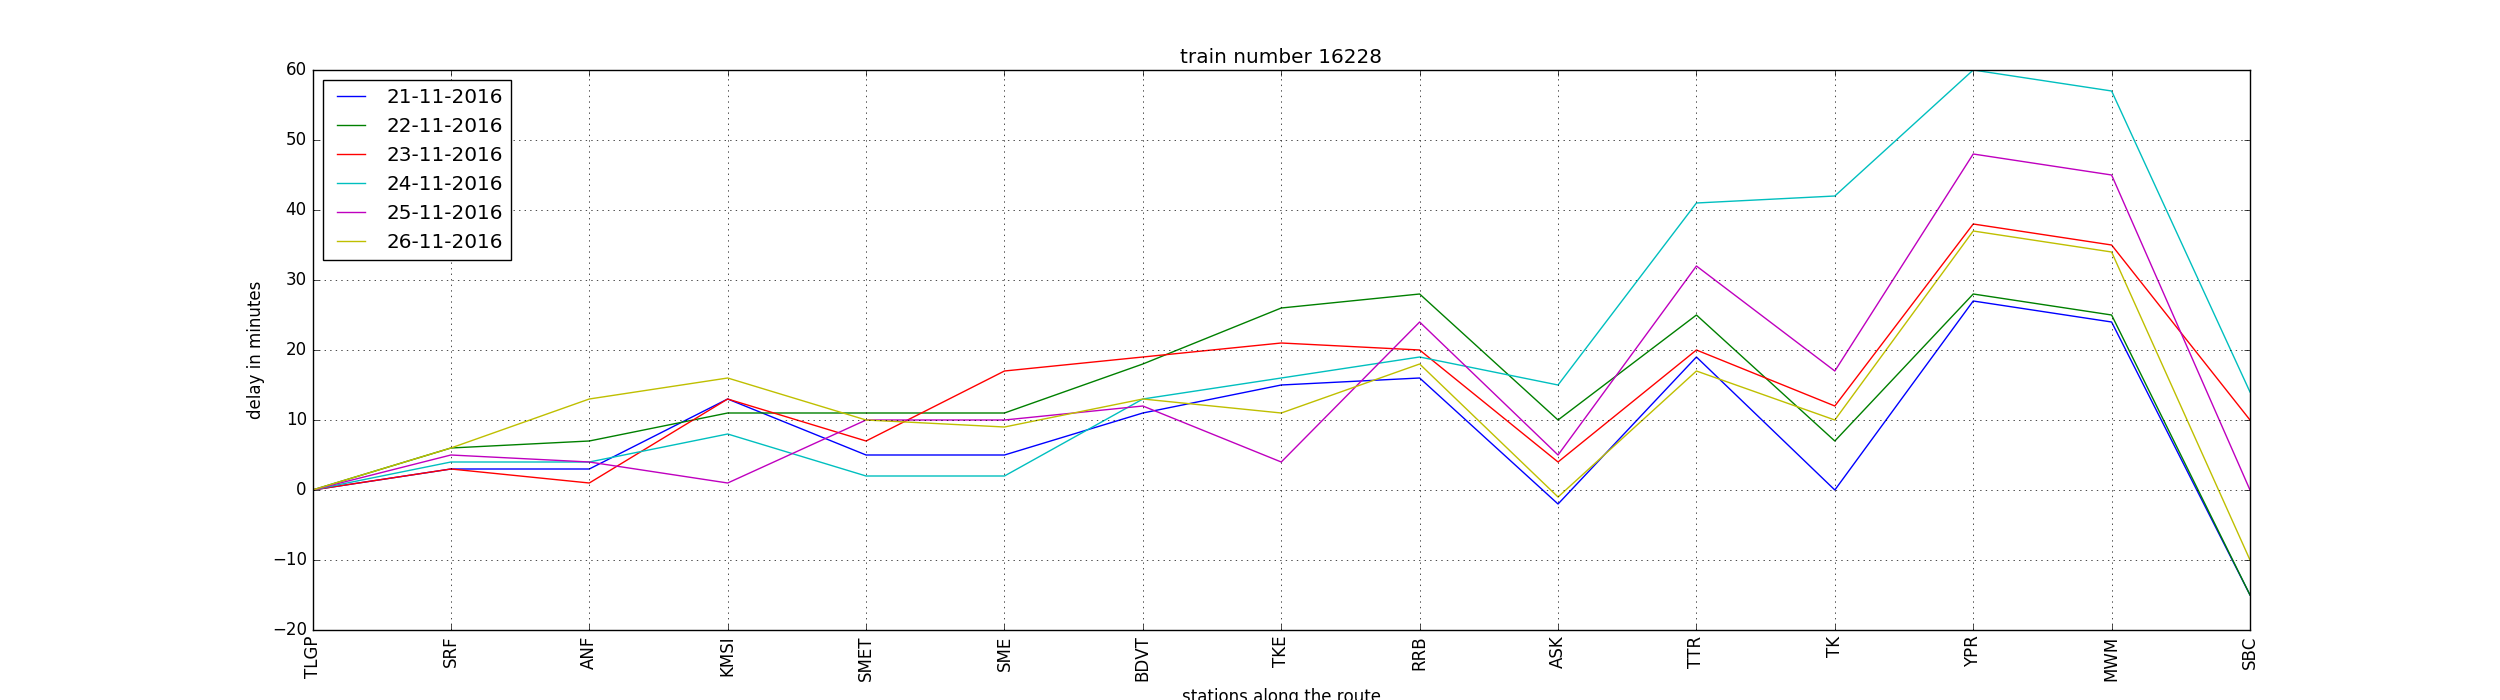 train number 16228
60
50
40
30
20
10
0
−10
−20
delay in minutes
21-11-2016
22-11-2016
23-11-2016
24-11-2016
25-11-2016
26-11-2016
TLGP
SRF
ANF
KMSI
SMET
SME
BDVT
TKE
RRB
ASK
TTR
TK
YPR
MWM
SBC
stations along the route